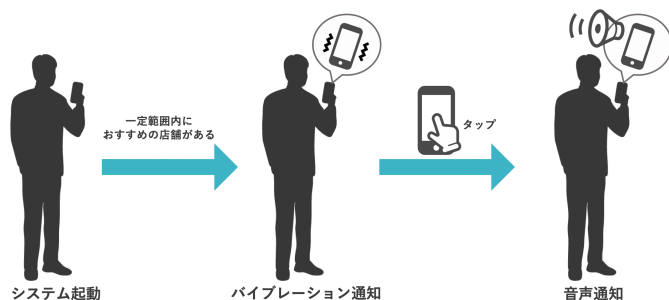 一定範囲内に
おすすめの店舗がある
タップ
システム起動
バイブレーション通知
音声通知